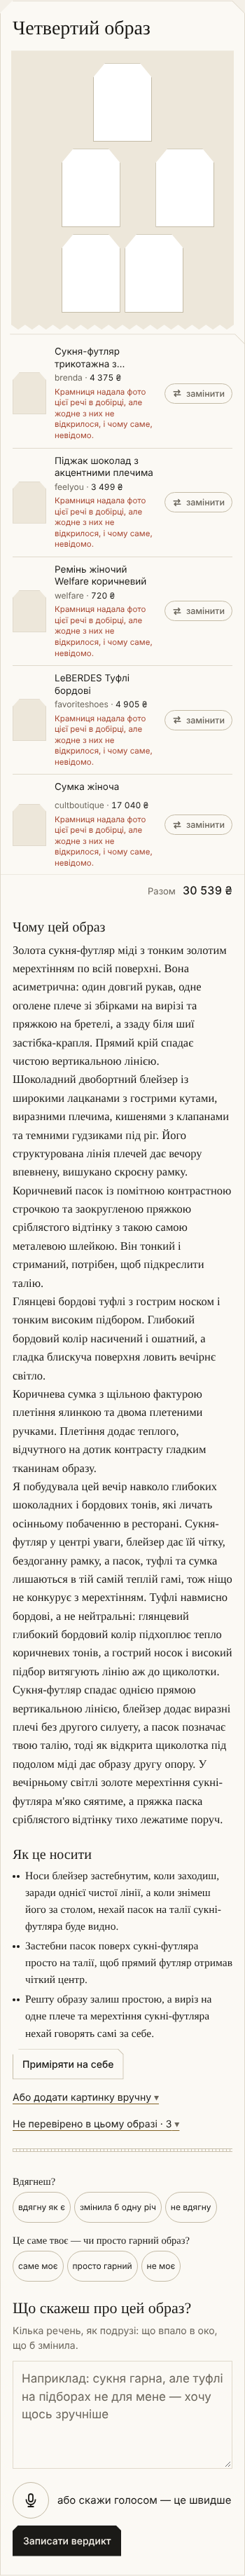 Четвертий образ
Сукня-футляр
трикотажна з…
brenda · 4 375 ₴
Крамниця надала фото
цієї речі в добірці, але
жодне з них не
відкрилося, і чому саме,
невідомо.
замінити
Піджак шоколад з
акцентними плечима
feelyou · 3 499 ₴
Крамниця надала фото
цієї речі в добірці, але
жодне з них не
відкрилося, і чому саме,
невідомо.
замінити
Ремінь жіночий
Welfare коричневий
welfare · 720 ₴
Крамниця надала фото
цієї речі в добірці, але
жодне з них не
відкрилося, і чому саме,
невідомо.
замінити
LeBERDES Туфлі
бордові
favoriteshoes · 4 905 ₴
Крамниця надала фото
цієї речі в добірці, але
жодне з них не
відкрилося, і чому саме,
невідомо.
замінити
Сумка жіноча
cultboutique · 17 040 ₴
Крамниця надала фото
цієї речі в добірці, але
жодне з них не
відкрилося, і чому саме,
невідомо.
замінити
Разом 30 539 ₴
Чому цей образ
Золота сукня-футляр міді з тонким золотим
мерехтінням по всій поверхні. Вона
асиметрична: один довгий рукав, одне
оголене плече зі збірками на вирізі та
пряжкою на бретелі, а ззаду біля шиї
застібка-крапля. Прямий крій спадає
чистою вертикальною лінією.
Шоколадний двобортний блейзер із
широкими лацканами з гострими кутами,
виразними плечима, кишенями з клапанами
та темними гудзиками під ріг. Його
структурована лінія плечей дає вечору
впевнену, вишукано скроєну рамку.
Коричневий пасок із помітною контрастною
строчкою та заокругленою пряжкою
сріблястого відтінку з такою самою
металевою шлейкою. Він тонкий і
стриманий, потрібен, щоб підкреслити
талію.
Глянцеві бордові туфлі з гострим носком і
тонким високим підбором. Глибокий
бордовий колір насичений і ошатний, а
гладка блискуча поверхня ловить вечірнє
світло.
Коричнева сумка з щільною фактурою
плетіння ялинкою та двома плетеними
ручками. Плетіння додає теплого,
відчутного на дотик контрасту гладким
тканинам образу.
Я побудувала цей вечір навколо глибоких
шоколадних і бордових тонів, які личать
осінньому побаченню в ресторані. Сукня-
футляр у центрі уваги, блейзер дає їй чітку,
бездоганну рамку, а пасок, туфлі та сумка
лишаються в тій самій теплій гамі, тож ніщо
не конкурує з мерехтінням. Туфлі навмисно
бордові, а не нейтральні: глянцевий
глибокий бордовий колір підхоплює тепло
коричневих тонів, а гострий носок і високий
підбор витягують лінію аж до щиколотки.
Сукня-футляр спадає однією прямою
вертикальною лінією, блейзер додає виразні
плечі без другого силуету, а пасок позначає
твою талію, тоді як відкрита щиколотка під
подолом міді дає образу другу опору. У
вечірньому світлі золоте мерехтіння сукні-
футляра м'яко святиме, а пряжка паска
сріблястого відтінку тихо лежатиме поруч.
Як це носити
•• Носи блейзер застебнутим, коли заходиш,
заради однієї чистої лінії, а коли знімеш
його за столом, нехай пасок на талії сукні-
футляра буде видно.
•• Застебни пасок поверх сукні-футляра
просто на талії, щоб прямий футляр отримав
чіткий центр.
•• Решту образу залиш простою, а виріз на
одне плече та мерехтіння сукні-футляра
нехай говорять самі за себе.
Приміряти на себе
Або додати картинку вручну ▾
Не перевірено в цьому образі · 3 ▾
Вдягнеш?
вдягну як є
змінила б одну річ
не вдягну
Це саме твоє — чи просто гарний образ?
саме моє
просто гарний
не моє
Що скажеш про цей образ?
Кілька речень, як подрузі: що впало в око,
що б змінила.
Наприклад: сукня гарна, але туфлі
на підборах не для мене — хочу
щось зручніше
або скажи голосом — це швидше
Записати вердикт